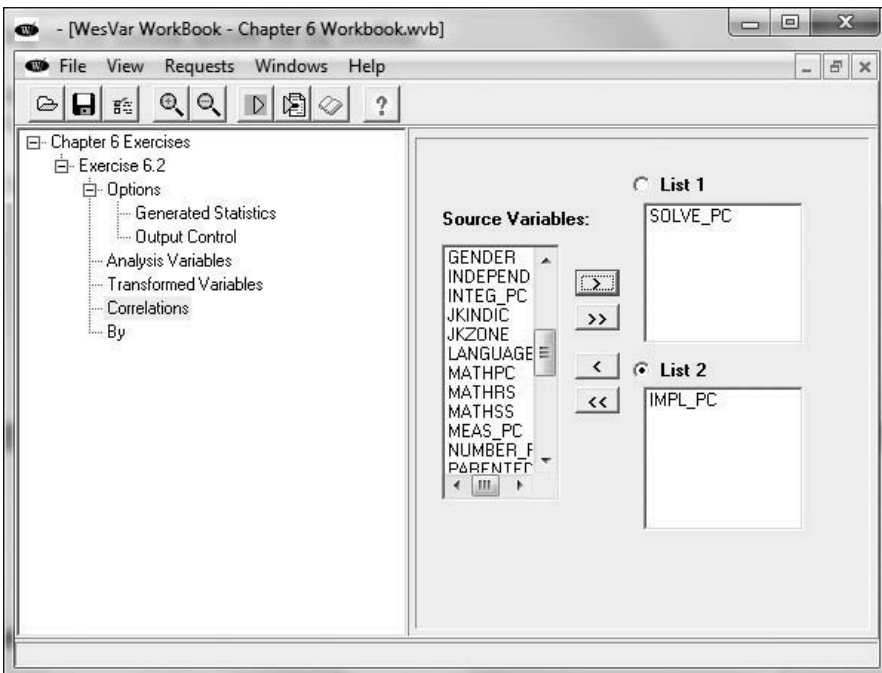 - [WesVar WorkBook - Chapter 6 Workbook.wvb]
File View Requests Windows Help
Chapter 6 Exercises
Exercise 6.2
Options
Generated Statistics
Output Control
Analysis Variables
Transformed Variables
Correlations
By
Source Variables:
GENDER
INDEPEND
INTEG_PC
JKINDIC
JKZONE
LANGUAGE
MATHPC
MATHRS
MATHSS
MEAS_PC
NUMBER_F
PARENTED
>
>>
<
<<
List 1
SOLVE_PC
List 2
IMPL_PC